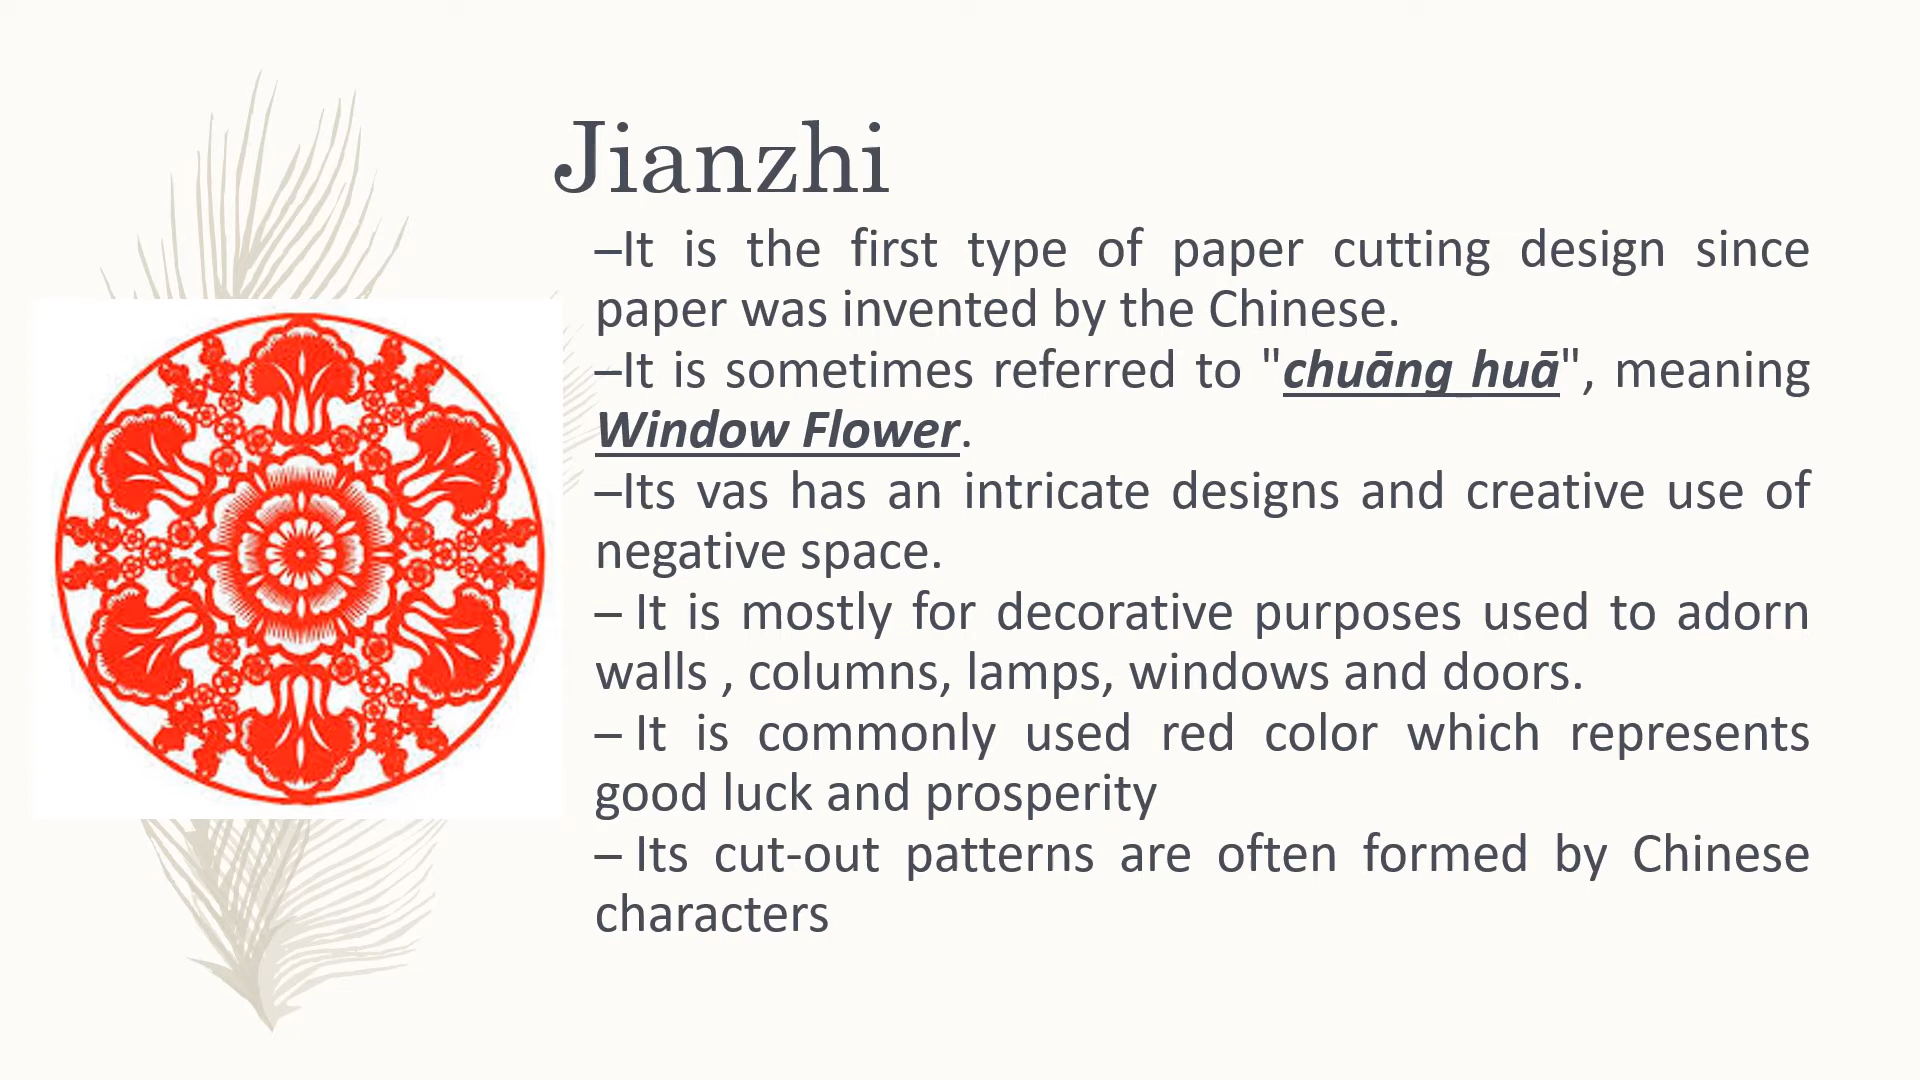 Jianzhi
–It is the first type of paper cutting design since
paper was invented by the Chinese.
–It is sometimes referred to "chuāng huā", meaning
Window Flower.
–Its vas has an intricate designs and creative use of
negative space.
– It is mostly for decorative purposes used to adorn
walls , columns, lamps, windows and doors.
– It is commonly used red color which represents
good luck and prosperity
– Its cut-out patterns are often formed by Chinese
characters